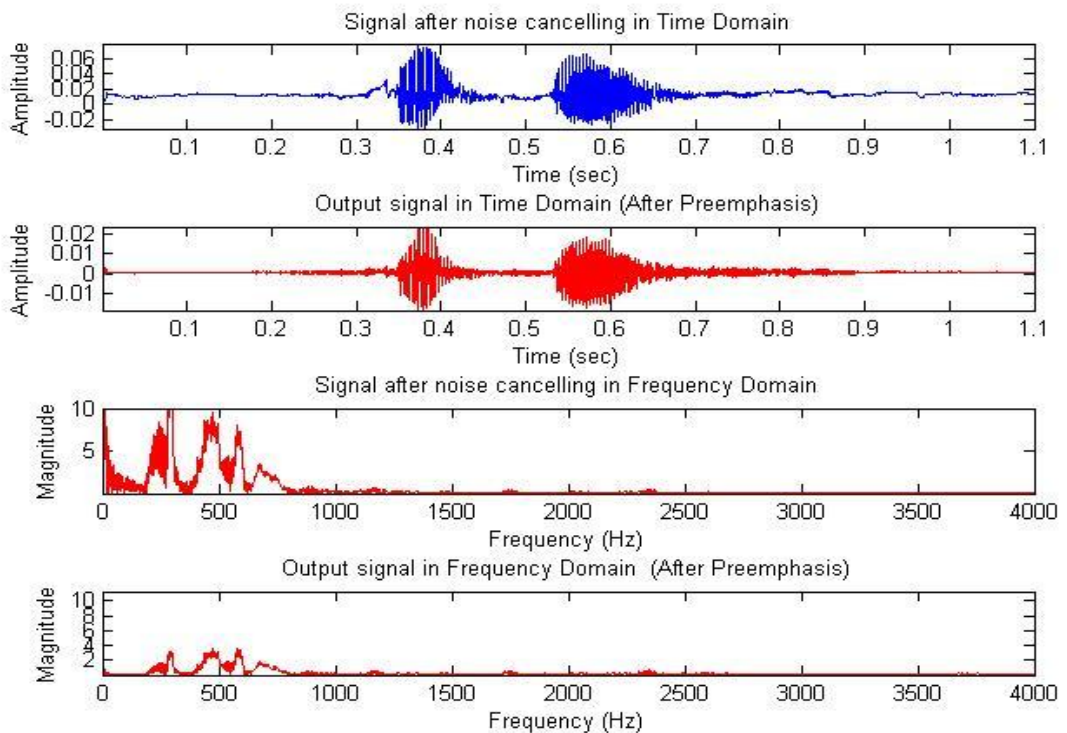 Signal after noise cancelling in Time Domain
Amplitude
0.06
0.04
0.02
0
-0.02
0.1 0.2 0.3 0.4 0.5 0.6 0.7 0.8 0.9 1 1.1
Time (sec)
Output signal in Time Domain (After Preemphasis)
Amplitude
0.02
0.01
0
-0.01
0.1 0.2 0.3 0.4 0.5 0.6 0.7 0.8 0.9 1 1.1
Time (sec)
Signal after noise cancelling in Frequency Domain
Magnitude
10
5
0 500 1000 1500 2000 2500 3000 3500 4000
Frequency (Hz)
Output signal in Frequency Domain (After Preemphasis)
Magnitude
10
8
6
4
2
0 500 1000 1500 2000 2500 3000 3500 4000
Frequency (Hz)